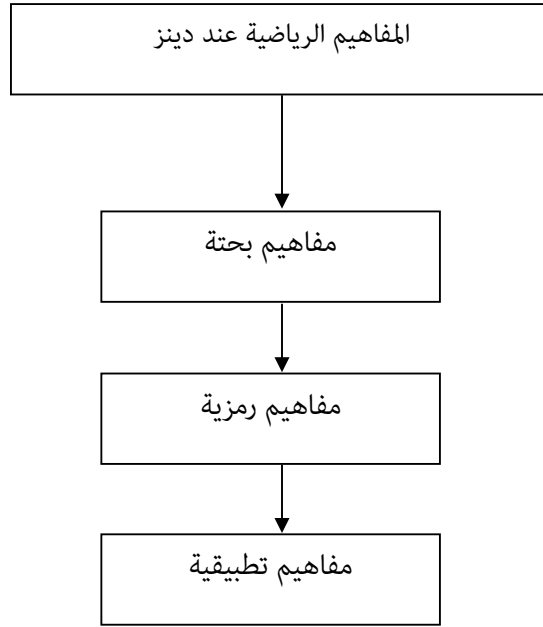 المفاهيم الرياضية عند دينز
مفاهيم بحتة
مفاهيم رمزية
مفاهيم تطبيقية